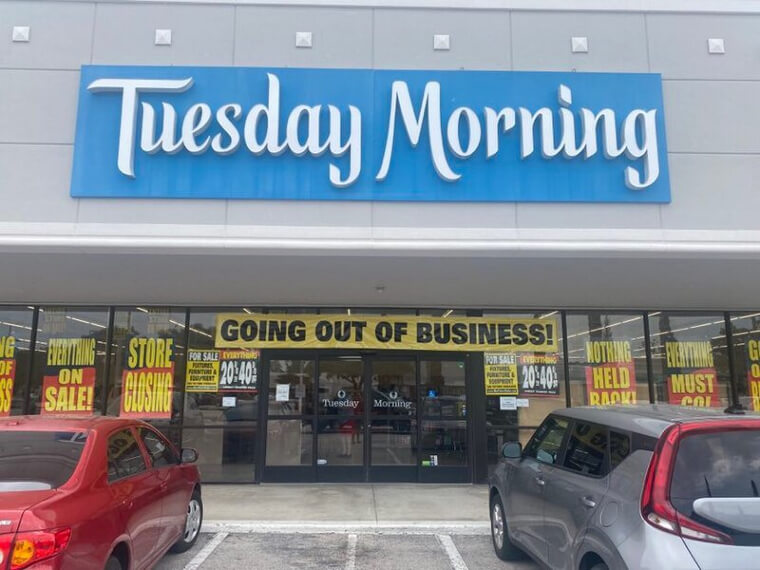 Tuesday Morning
GOING OUT OF BUSINESS!
EVERYTHING
ON
SALE!
STORE
CLOSING
FOR SALE
FIXTURES,
FURNITURE &
EQUIPMENT
EVERYTHING
20% 40%
Tuesday Morning
FOR SALE
FIXTURES,
FURNITURE &
EQUIPMENT
EVERYTHING
20% 40%
NOTHING
HELD
BACK!
EVERYTHING
MUST
GO!